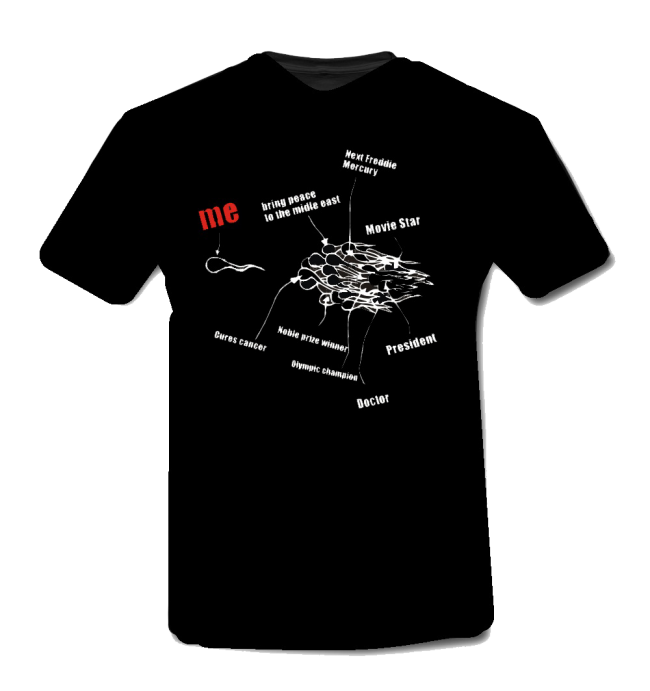 Next Freddie
Mercury
me
bring peace
to the midle east
Movie Star
Cures cancer
Noble prize winner
President
Olympic champion
Doctor